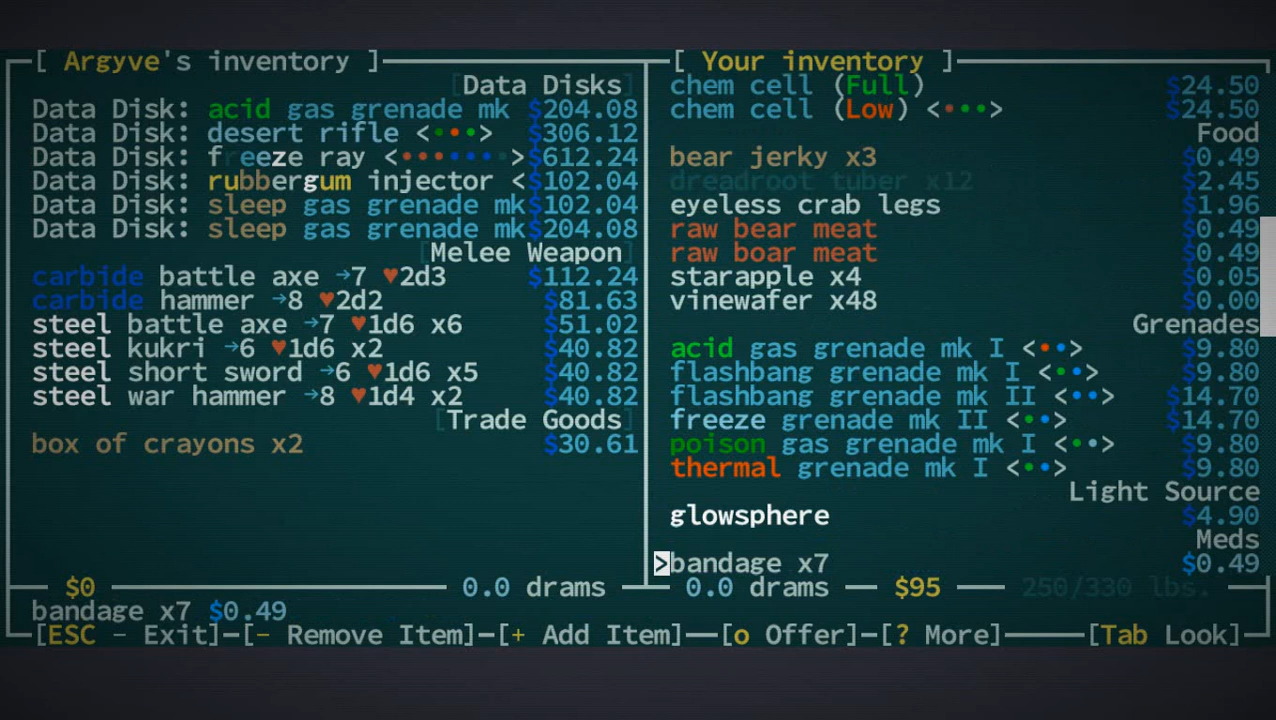 [ Argyve's inventory ]
[Data Disks]
Data Disk: acid gas grenade mk $204.08
Data Disk: desert rifle <•••> $306.12
Data Disk: freeze ray <•••••••> $612.24
Data Disk: rubbergum injector < $102.04
Data Disk: sleep gas grenade mk $102.04
Data Disk: sleep gas grenade mk $204.08
[Melee Weapon]
carbide battle axe →7 ♥2d3 $112.24
carbide hammer →8 ♥2d2 $81.63
steel battle axe →7 ♥1d6 x6 $51.02
steel kukri →6 ♥1d6 x2 $40.82
steel short sword →6 ♥1d6 x5 $40.82
steel war hammer →8 ♥1d4 x2 $40.82
[Trade Goods]
box of crayons x2 $30.61
$0 0.0 drams
[ Your inventory ]
chem cell (Full) $24.50
chem cell (Low) <•••> $24.50
Food
bear jerky x3 $0.49
dreadroot tuber x12 $2.45
eyeless crab legs $1.96
raw bear meat $0.49
raw boar meat $0.49
starapple x4 $0.05
vinewafer x48 $0.00
Grenades
acid gas grenade mk I <••> $9.80
flashbang grenade mk I <••> $9.80
flashbang grenade mk II <••> $14.70
freeze grenade mk II <••> $14.70
poison gas grenade mk I <••> $9.80
thermal grenade mk I <••> $9.80
Light Source
glowsphere $4.90
Meds
>bandage x7 $0.49
0.0 drams $95 250/330 lbs.
bandage x7 $0.49
[ESC - Exit]-[- Remove Item]-[+ Add Item]-[o Offer]-[? More] [Tab Look]